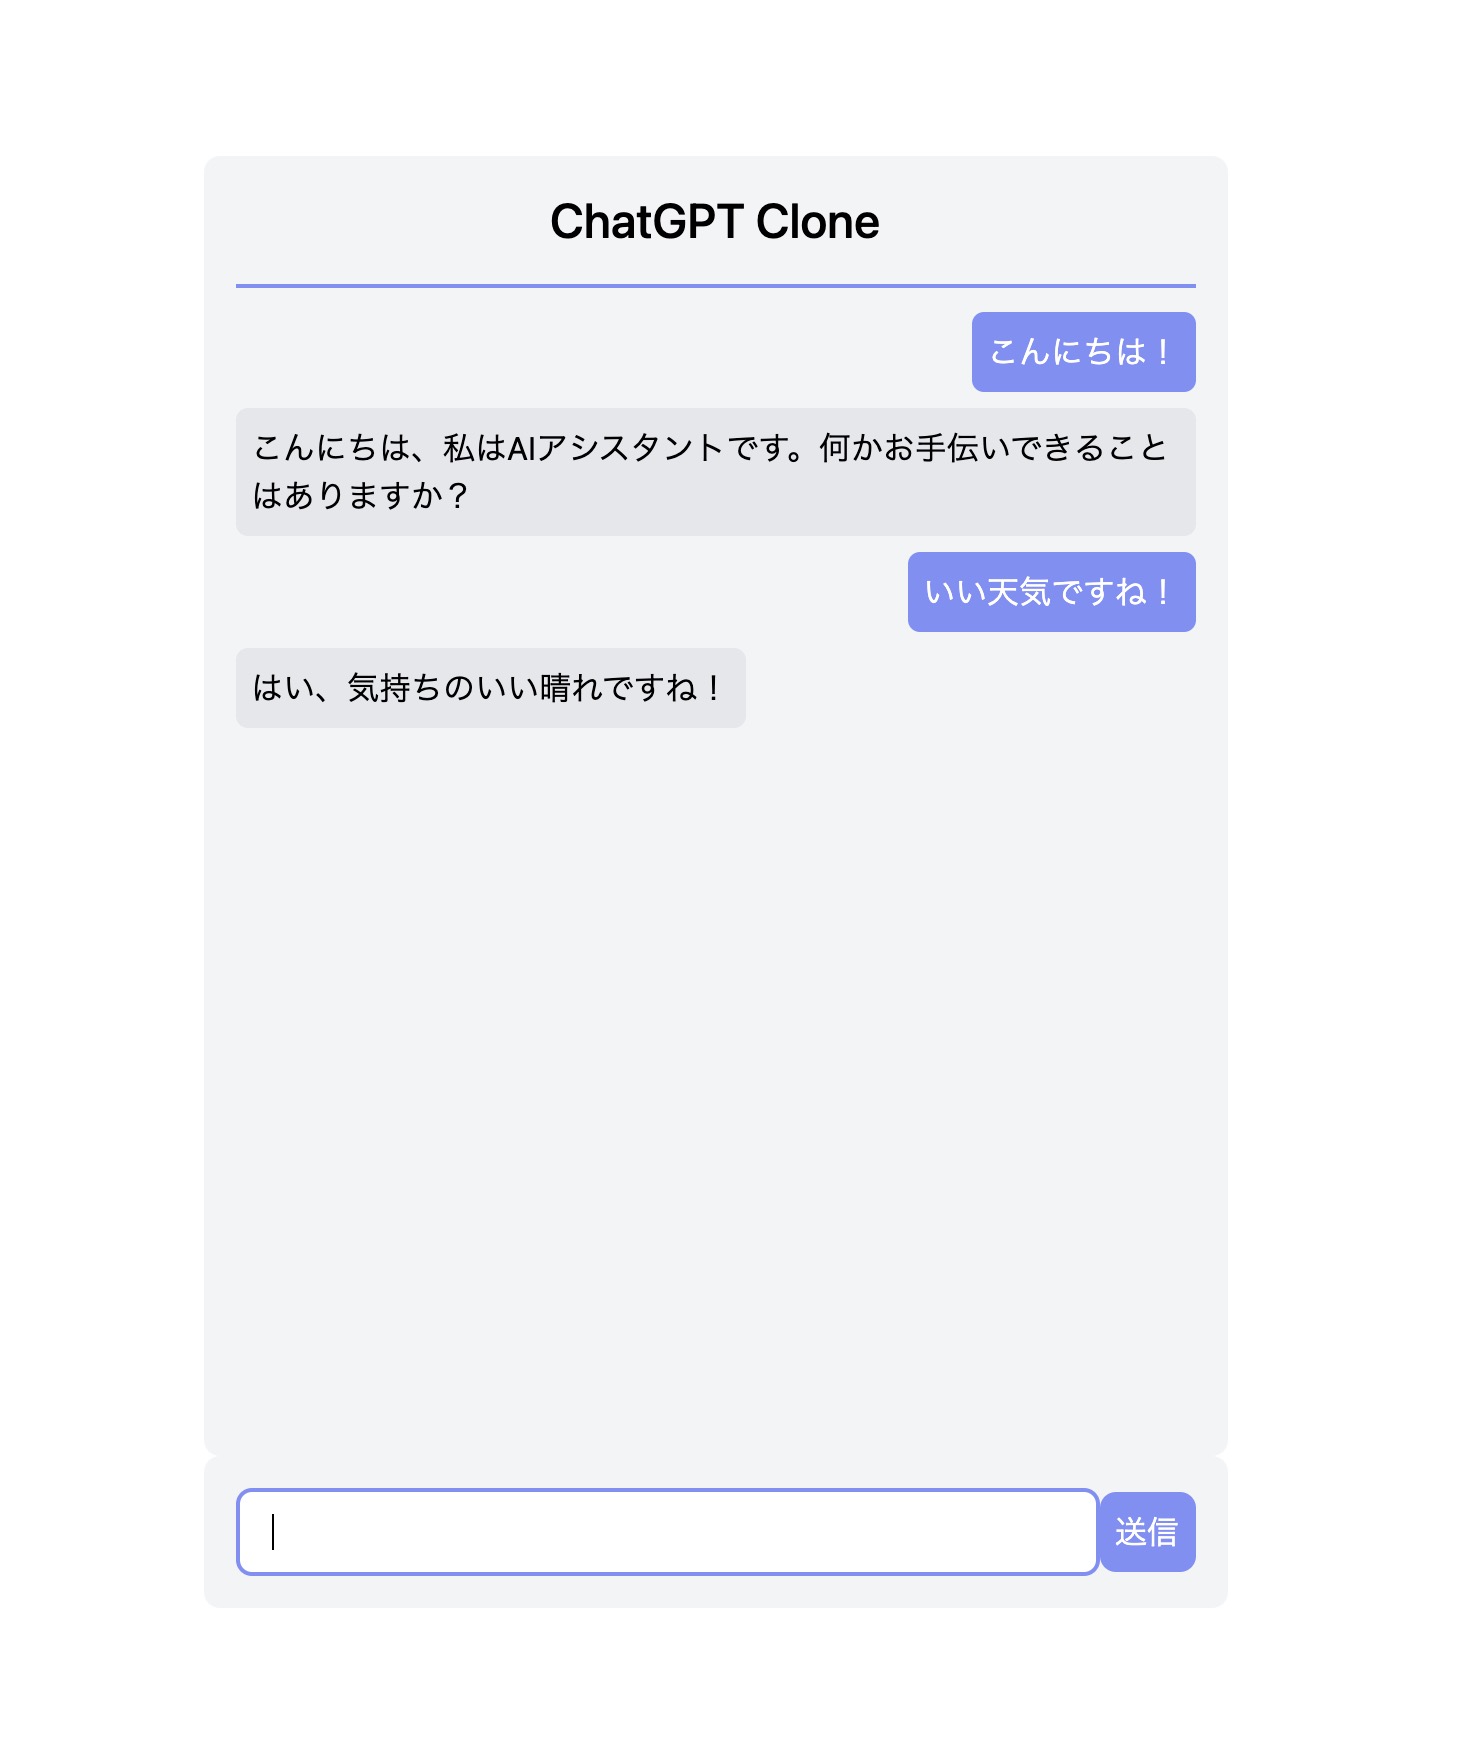 ChatGPT Clone
こんにちは！
こんにちは、私はAIアシスタントです。何かお手伝いできること
はありますか？
いい天気ですね！
はい、気持ちのいい晴れですね！
送信